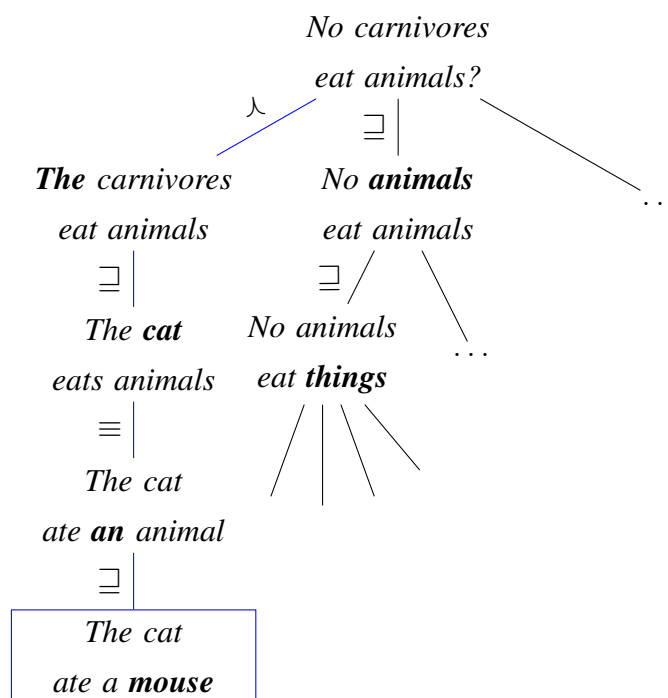 No carnivores
eat animals?
⋏
⊒
The carnivores
eat animals
No animals
eat animals
. .
⊒
⊒
The cat
eats animals
No animals
eat things
. . .
≡
The cat
ate an animal
⊒
The cat
ate a mouse